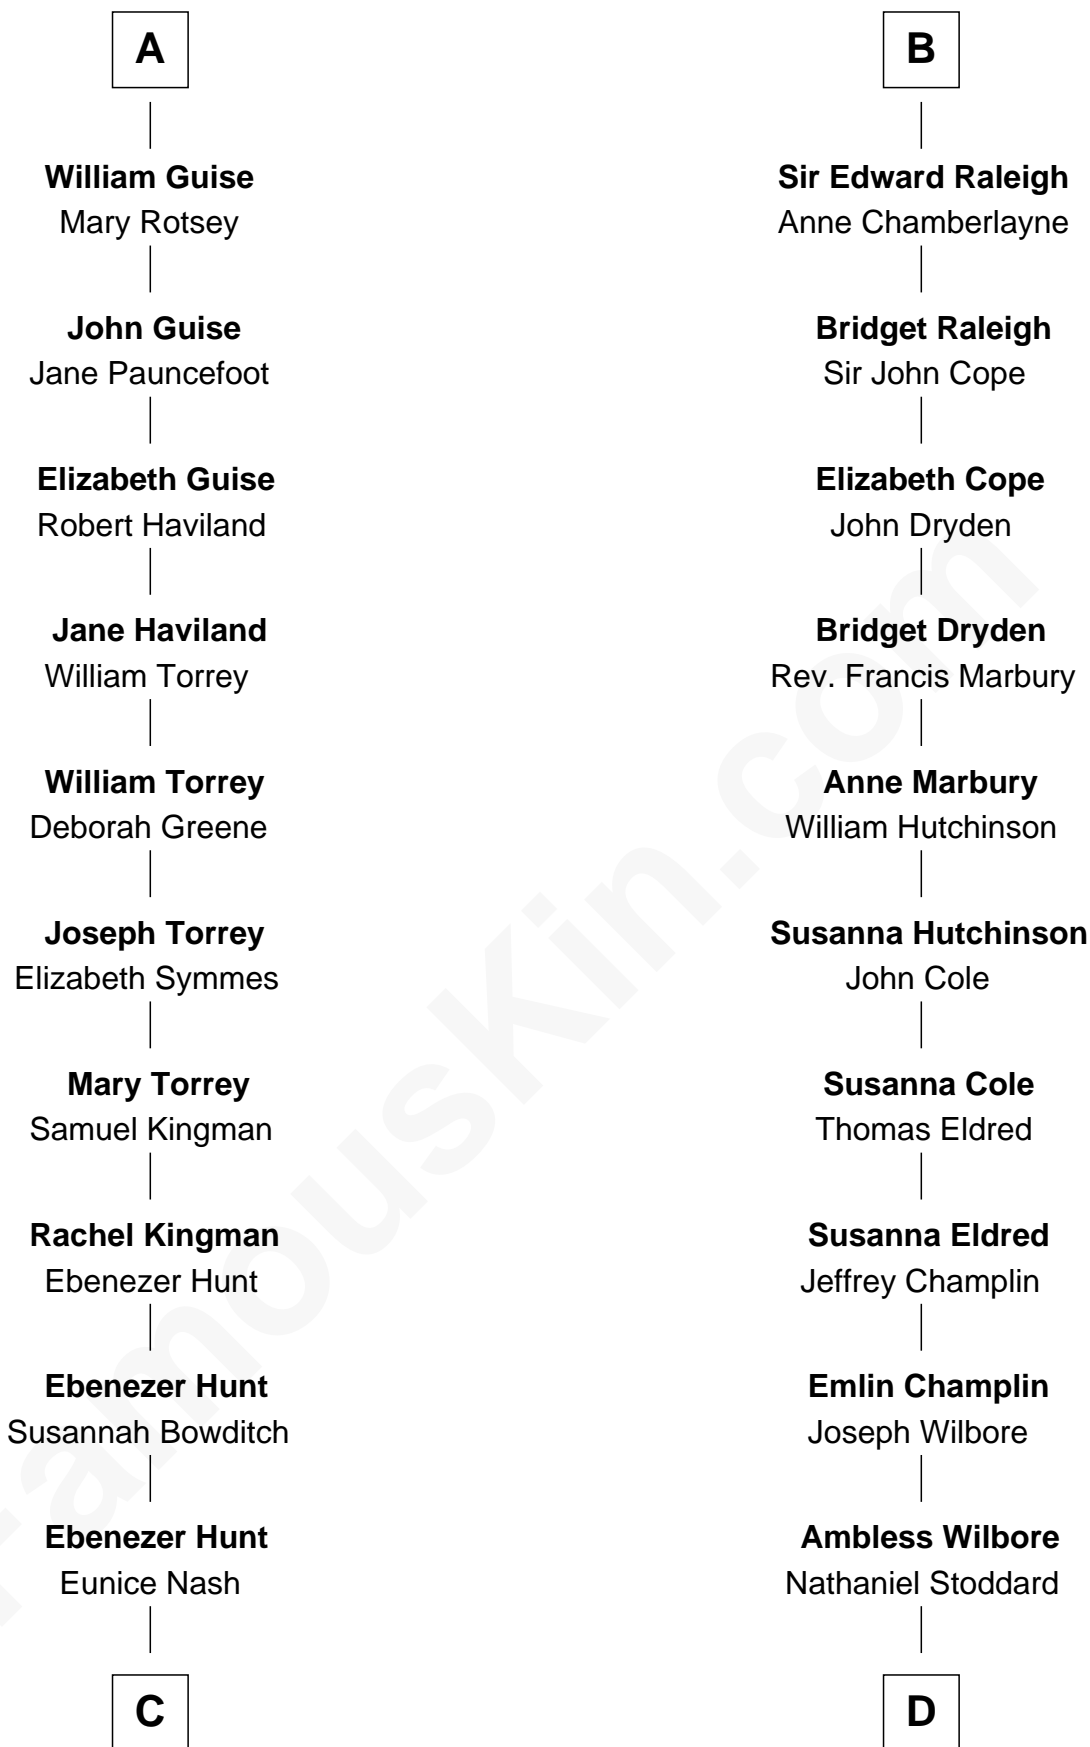 A
William Guise
Mary Rotsey
John Guise
Jane Pauncefoot
Elizabeth Guise
Robert Haviland
Jane Haviland
William Torrey
William Torrey
Deborah Greene
Joseph Torrey
Elizabeth Symmes
Mary Torrey
Samuel Kingman
Rachel Kingman
Ebenezer Hunt
Ebenezer Hunt
Susannah Bowditch
Ebenezer Hunt
Eunice Nash
C
B
Sir Edward Raleigh
Anne Chamberlayne
Bridget Raleigh
Sir John Cope
Elizabeth Cope
John Dryden
Bridget Dryden
Rev. Francis Marbury
Anne Marbury
William Hutchinson
Susanna Hutchinson
John Cole
Susanna Cole
Thomas Eldred
Susanna Eldred
Jeffrey Champlin
Emlin Champlin
Joseph Wilbore
Ambless Wilbore
Nathaniel Stoddard
D
FamousKin.com